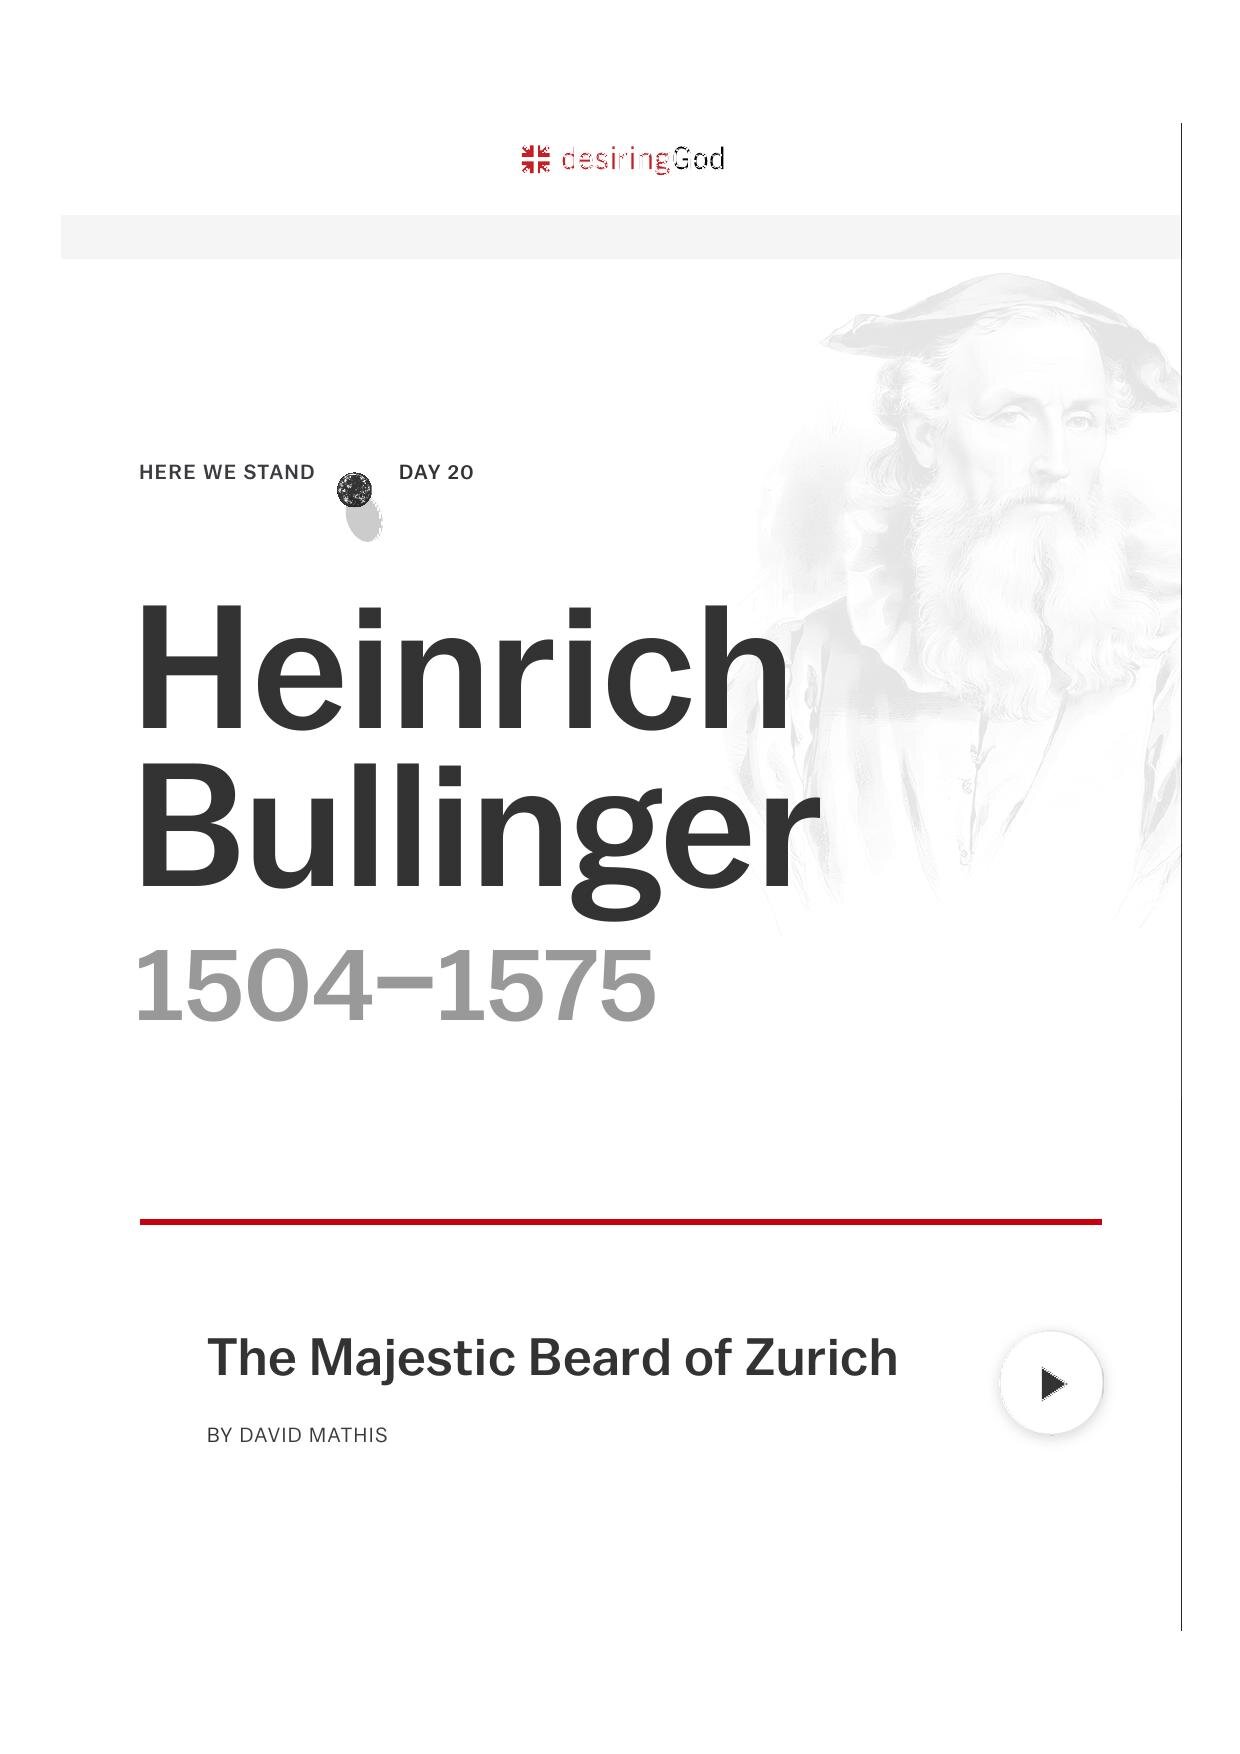 desiringGod
HERE WE STAND DAY 20
Heinrich
Bullinger
1504–1575
The Majestic Beard of Zurich
BY DAVID MATHIS